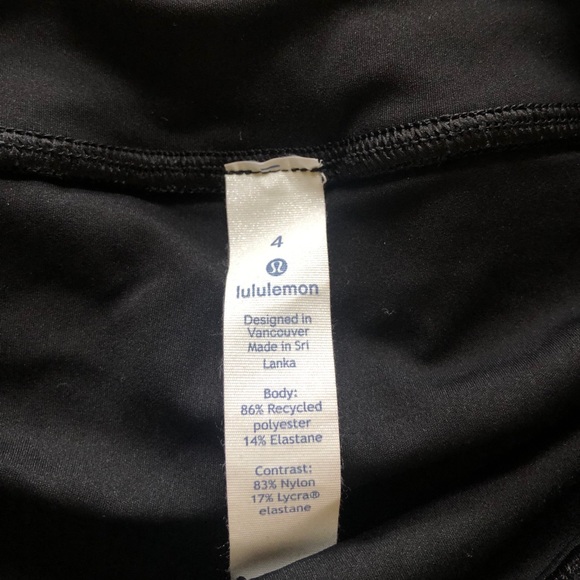 4
lululemon
Designed in
Vancouver
Made in Sri
Lanka
Body:
86% Recycled
polyester
14% Elastane
Contrast:
83% Nylon
17% Lycra®
elastane